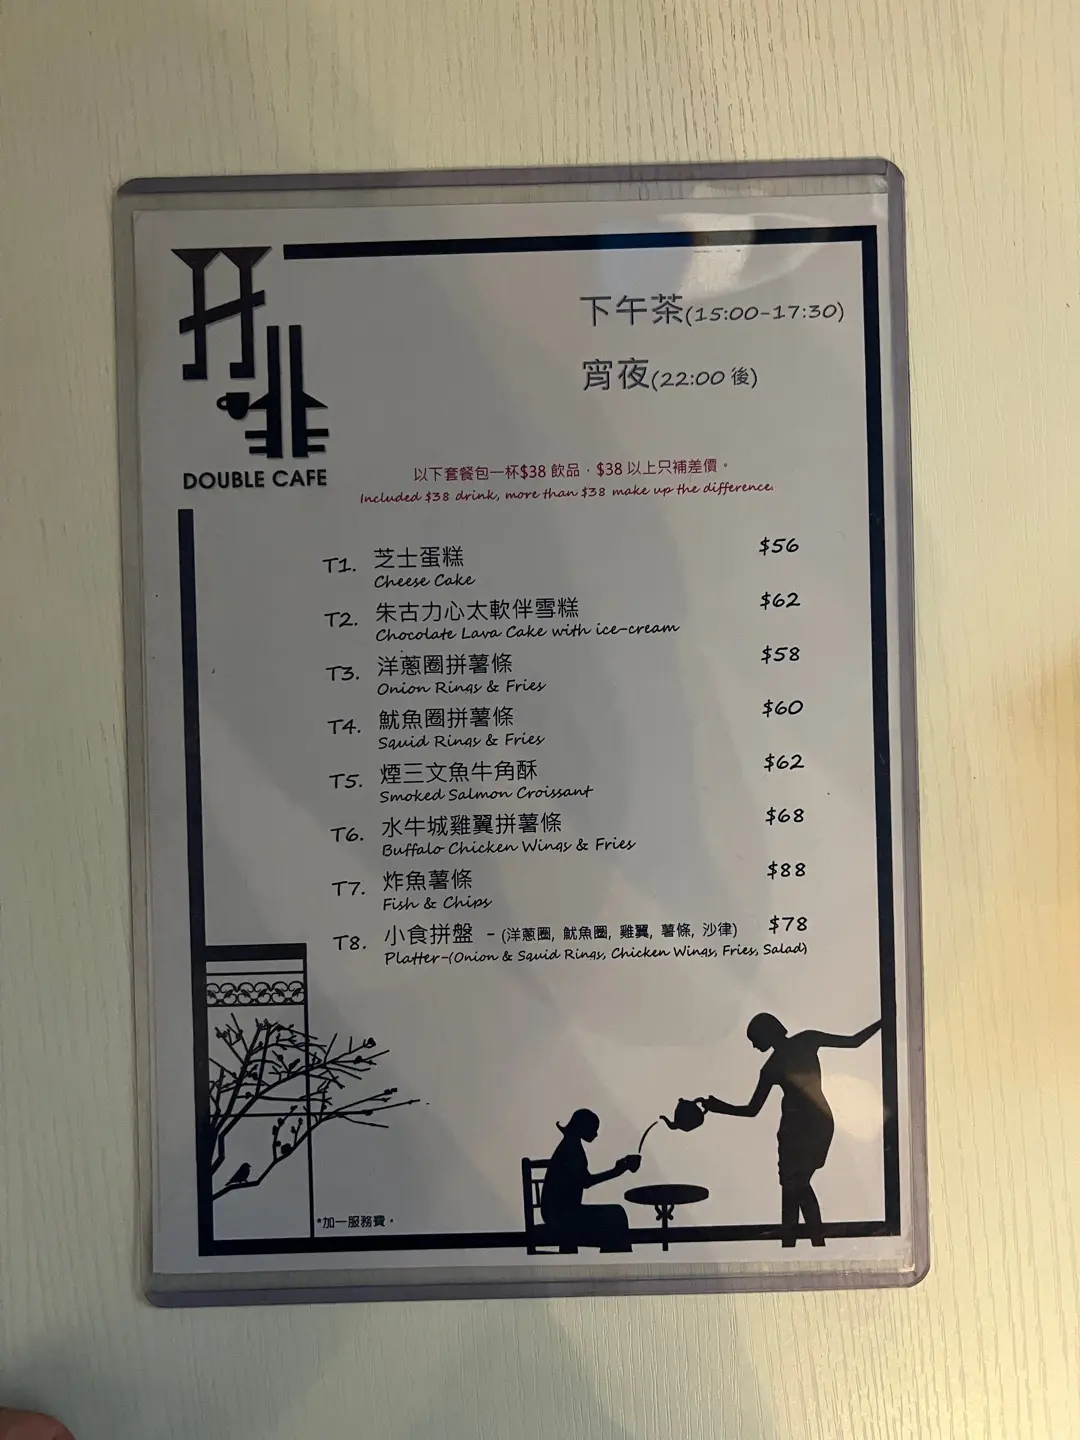 DOUBLE CAFE
下午茶(15:00-17:30)
宵夜(22:00 後)
以下套餐包一杯$38 飲品，$38 以上只補差價。
Included $38 drink, more than $38 make up the difference.
T1. 芝士蛋糕 $56
Cheese Cake
T2. 朱古力心太軟伴雪糕 $62
Chocolate Lava Cake with ice-cream
T3. 洋蔥圈拼薯條 $58
Onion Rings & Fries
T4. 魷魚圈拼薯條 $60
Squid Rings & Fries
T5. 煙三文魚牛角酥 $62
Smoked Salmon Croissant
T6. 水牛城雞翼拼薯條 $68
Buffalo Chicken Wings & Fries
T7. 炸魚薯條 $88
Fish & Chips
T8. 小食拼盤 - (洋蔥圈, 魷魚圈, 雞翼, 薯條, 沙律) $78
Platter-(Onion & Squid Rings, Chicken Wings, Fries, Salad)
*加一服務費。